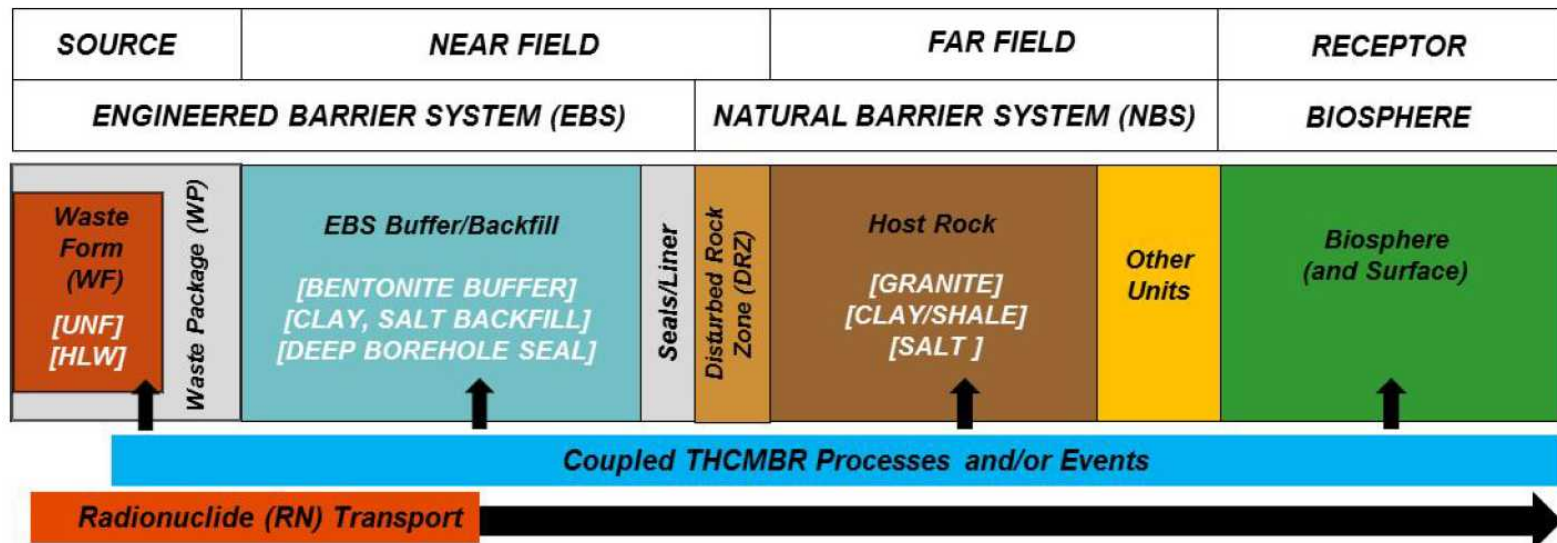 SOURCE
NEAR FIELD
FAR FIELD
RECEPTOR
ENGINEERED BARRIER SYSTEM (EBS)
NATURAL BARRIER SYSTEM (NBS)
BIOSPHERE
Waste
Form
(WF)
[UNF]
[HLW]
Waste Package (WP)
EBS Buffer/Backfill
[BENTONITE BUFFER]
[CLAY, SALT BACKFILL]
[DEEP BOREHOLE SEAL]
Seals/Liner
Disturbed Rock
Zone (DRZ)
Host Rock
[GRANITE]
[CLAY/SHALE]
[SALT ]
Other
Units
Biosphere
(and Surface)
Coupled THCMBR Processes and/or Events
Radionuclide (RN) Transport